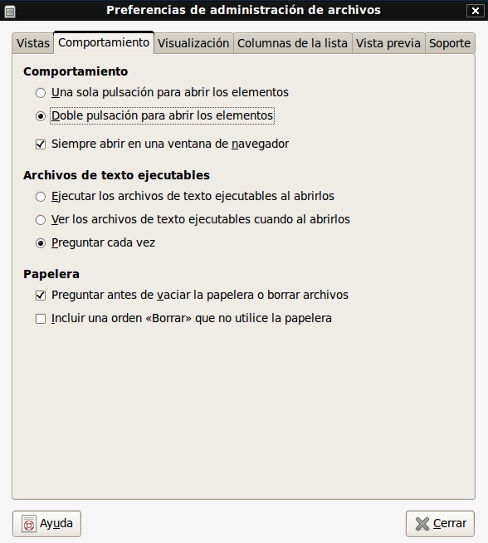 Preferencias de administración de archivos
Vistas Comportamiento Visualización Columnas de la lista Vista previa Soporte
Comportamiento
Una sola pulsación para abrir los elementos
Doble pulsación para abrir los elementos
Siempre abrir en una ventana de navegador
Archivos de texto ejecutables
Ejecutar los archivos de texto ejecutables al abrirlos
Ver los archivos de texto ejecutables cuando al abrirlos
Preguntar cada vez
Papelera
Preguntar antes de vaciar la papelera o borrar archivos
Incluir una orden «Borrar» que no utilice la papelera
Ayuda Cerrar